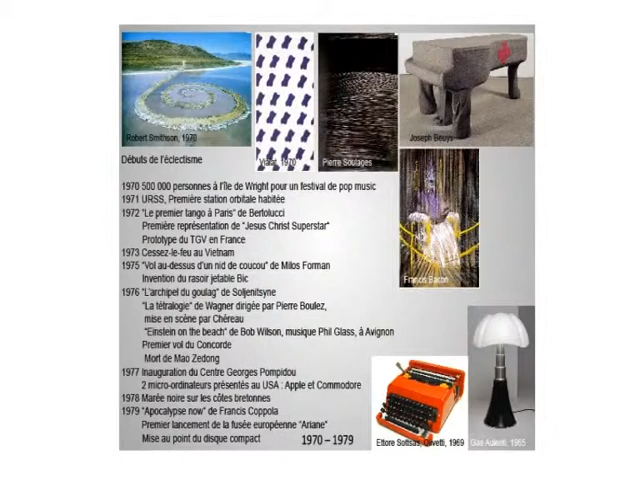 Robert Smithson, 1970
Viallat, 1970
Pierre Soulages
Joseph Beuys
Débuts de l'éclectisme
1970 500 000 personnes à l'île de Wright pour un festival de pop music
1971 URSS, Première station orbitale habitée
1972 "Le premier tango à Paris" de Bertolucci
Première représentation de "Jesus Christ Superstar"
Prototype du TGV en France
1973 Cessez-le-feu au Vietnam
1975 "Vol au-dessus d'un nid de coucou" de Milos Forman
Invention du rasoir jetable Bic
1976 "L'archipel du goulag" de Soljenitsyne
"La tétralogie" de Wagner dirigée par Pierre Boulez,
mise en scène par Chéreau
"Einstein on the beach" de Bob Wilson, musique Phil Glass, à Avignon
Premier vol du Concorde
Mort de Mao Zedong
1977 Inauguration du Centre Georges Pompidou
2 micro-ordinateurs présentés au USA : Apple et Commodore
1978 Marée noire sur les côtes bretonnes
1979 "Apocalypse now" de Francis Coppola
Premier lancement de la fusée européenne "Ariane"
Mise au point du disque compact
1970 – 1979
Francis Bacon
Ettore Sottsas, Olivetti, 1969
Gae Aulenti, 1965